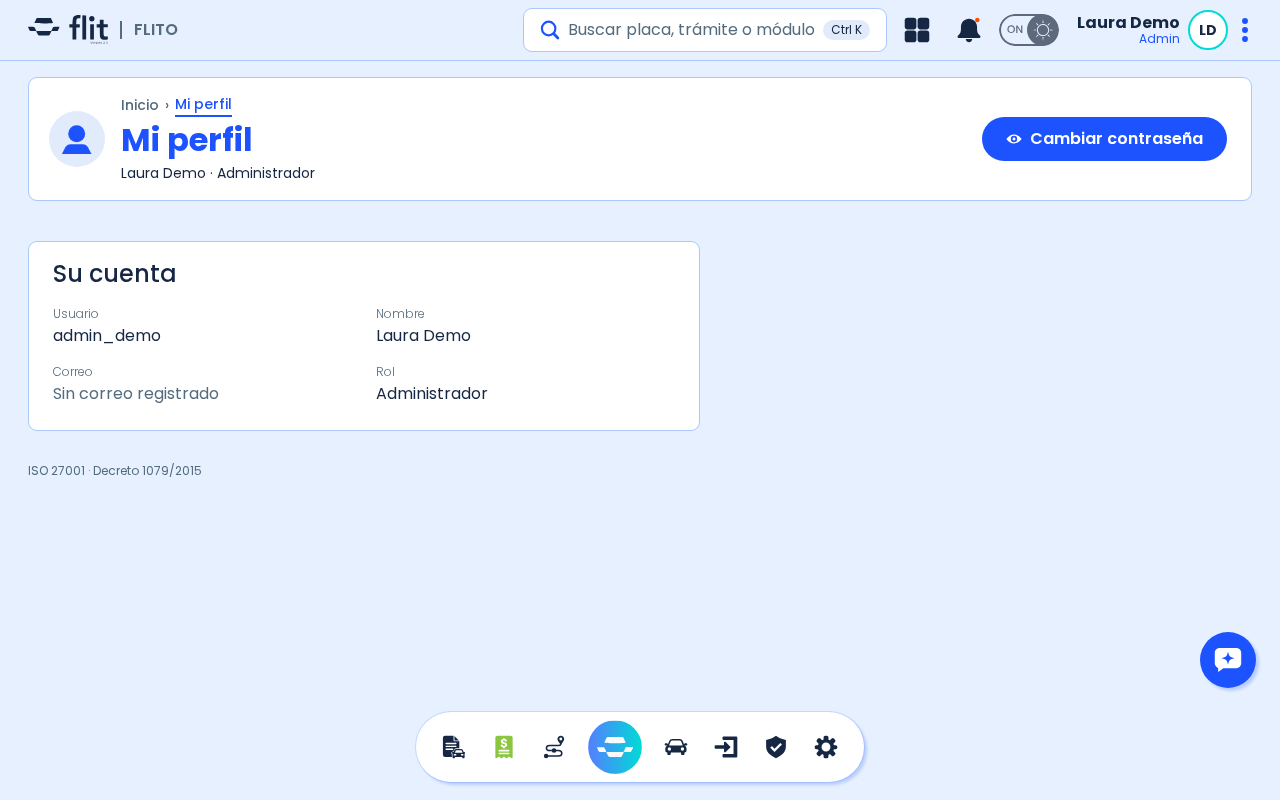 flit | FLITO
Buscar placa, trámite o módulo Ctrl K
ON
Laura Demo
Admin
LD
Inicio › Mi perfil
Mi perfil
Laura Demo · Administrador
Cambiar contraseña
Su cuenta
Usuario
admin_demo
Nombre
Laura Demo
Correo
Sin correo registrado
Rol
Administrador
ISO 27001 · Decreto 1079/2015